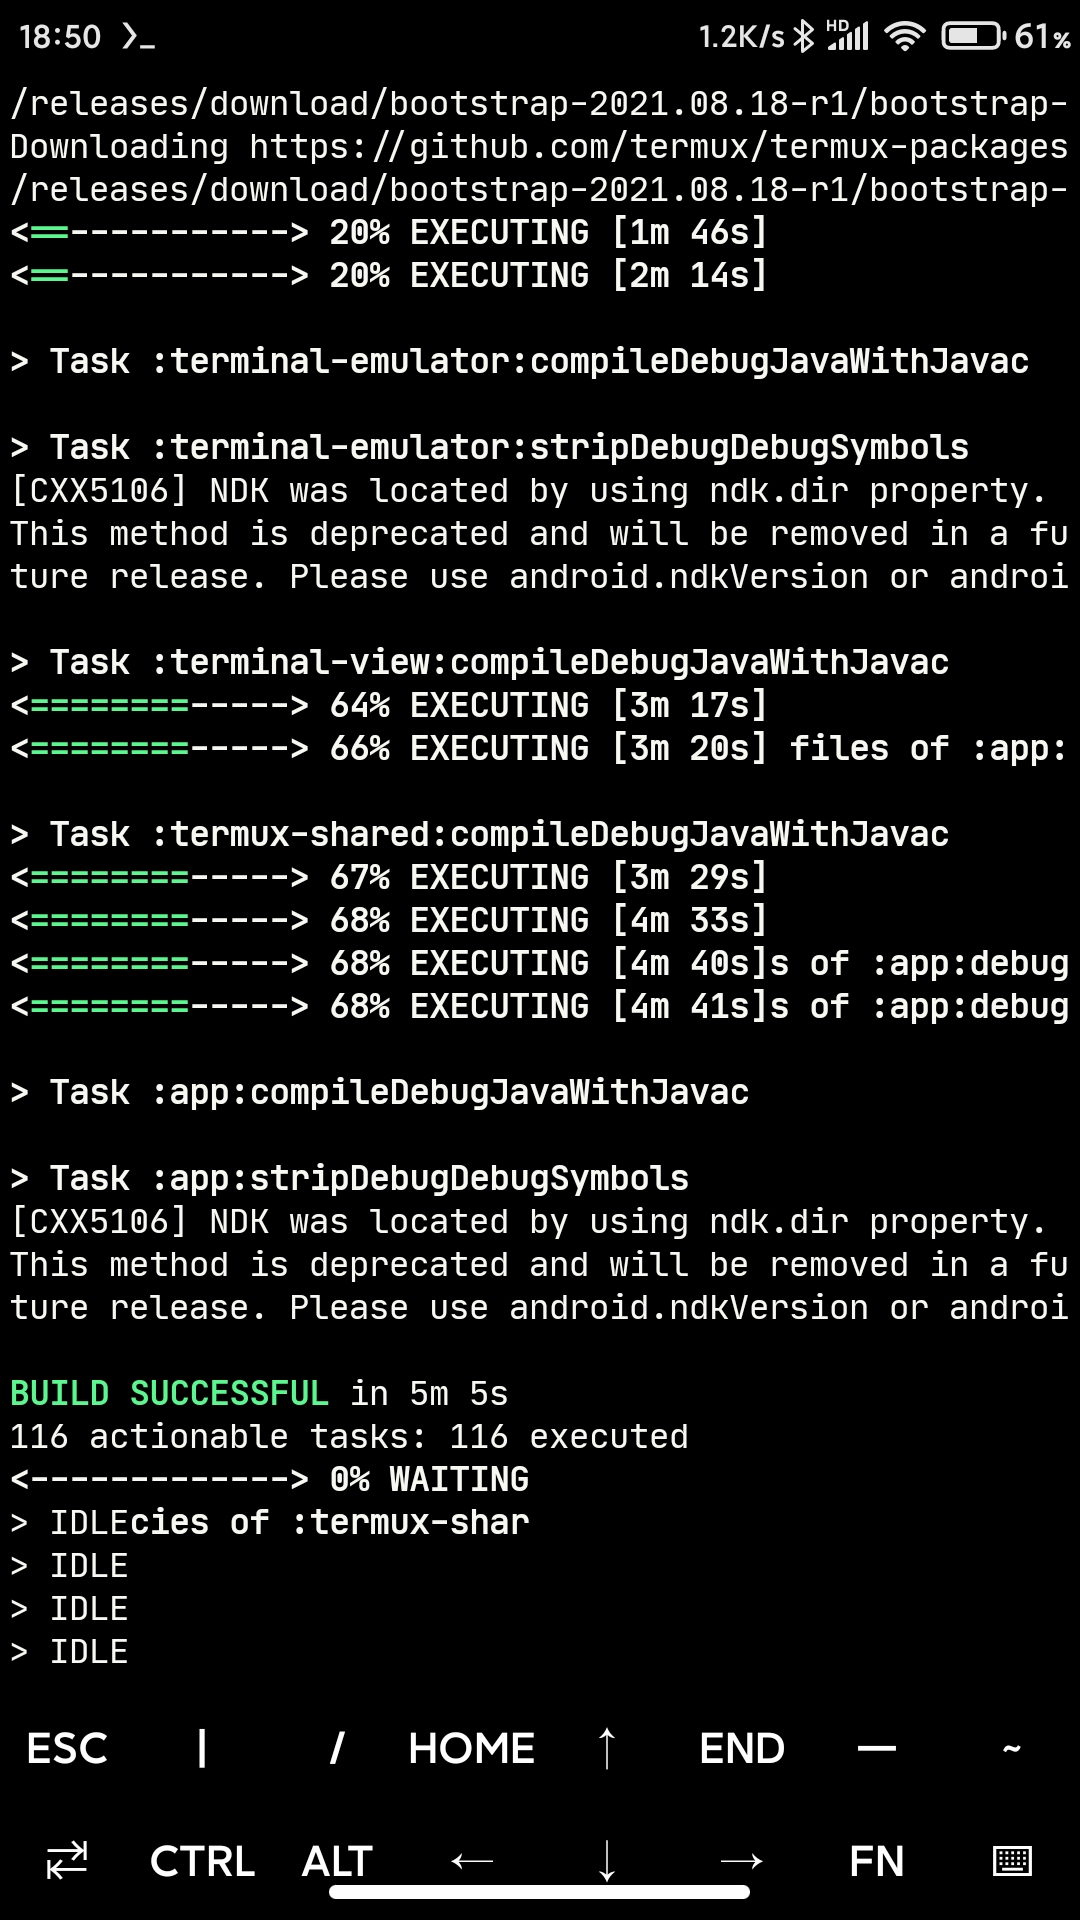 18:50 >_ 1.2K/s HD 61%
/releases/download/bootstrap-2021.08.18-r1/bootstrap-
Downloading https://github.com/termux/termux-packages
/releases/download/bootstrap-2021.08.18-r1/bootstrap-
<==-----------> 20% EXECUTING [1m 46s]
<==-----------> 20% EXECUTING [2m 14s]
> Task :terminal-emulator:compileDebugJavaWithJavac
> Task :terminal-emulator:stripDebugDebugSymbols
[CXX5106] NDK was located by using ndk.dir property.
This method is deprecated and will be removed in a fu
ture release. Please use android.ndkVersion or androi
> Task :terminal-view:compileDebugJavaWithJavac
<========-----> 64% EXECUTING [3m 17s]
<========-----> 66% EXECUTING [3m 20s] files of :app:
> Task :termux-shared:compileDebugJavaWithJavac
<========-----> 67% EXECUTING [3m 29s]
<========-----> 68% EXECUTING [4m 33s]
<========-----> 68% EXECUTING [4m 40s]s of :app:debug
<========-----> 68% EXECUTING [4m 41s]s of :app:debug
> Task :app:compileDebugJavaWithJavac
> Task :app:stripDebugDebugSymbols
[CXX5106] NDK was located by using ndk.dir property.
This method is deprecated and will be removed in a fu
ture release. Please use android.ndkVersion or androi
BUILD SUCCESSFUL in 5m 5s
116 actionable tasks: 116 executed
<-------------> 0% WAITING
> IDLEcies of :termux-shar
> IDLE
> IDLE
> IDLE
ESC | / HOME ↑ END — ~
⇄ CTRL ALT ← ↓ → FN ⌨